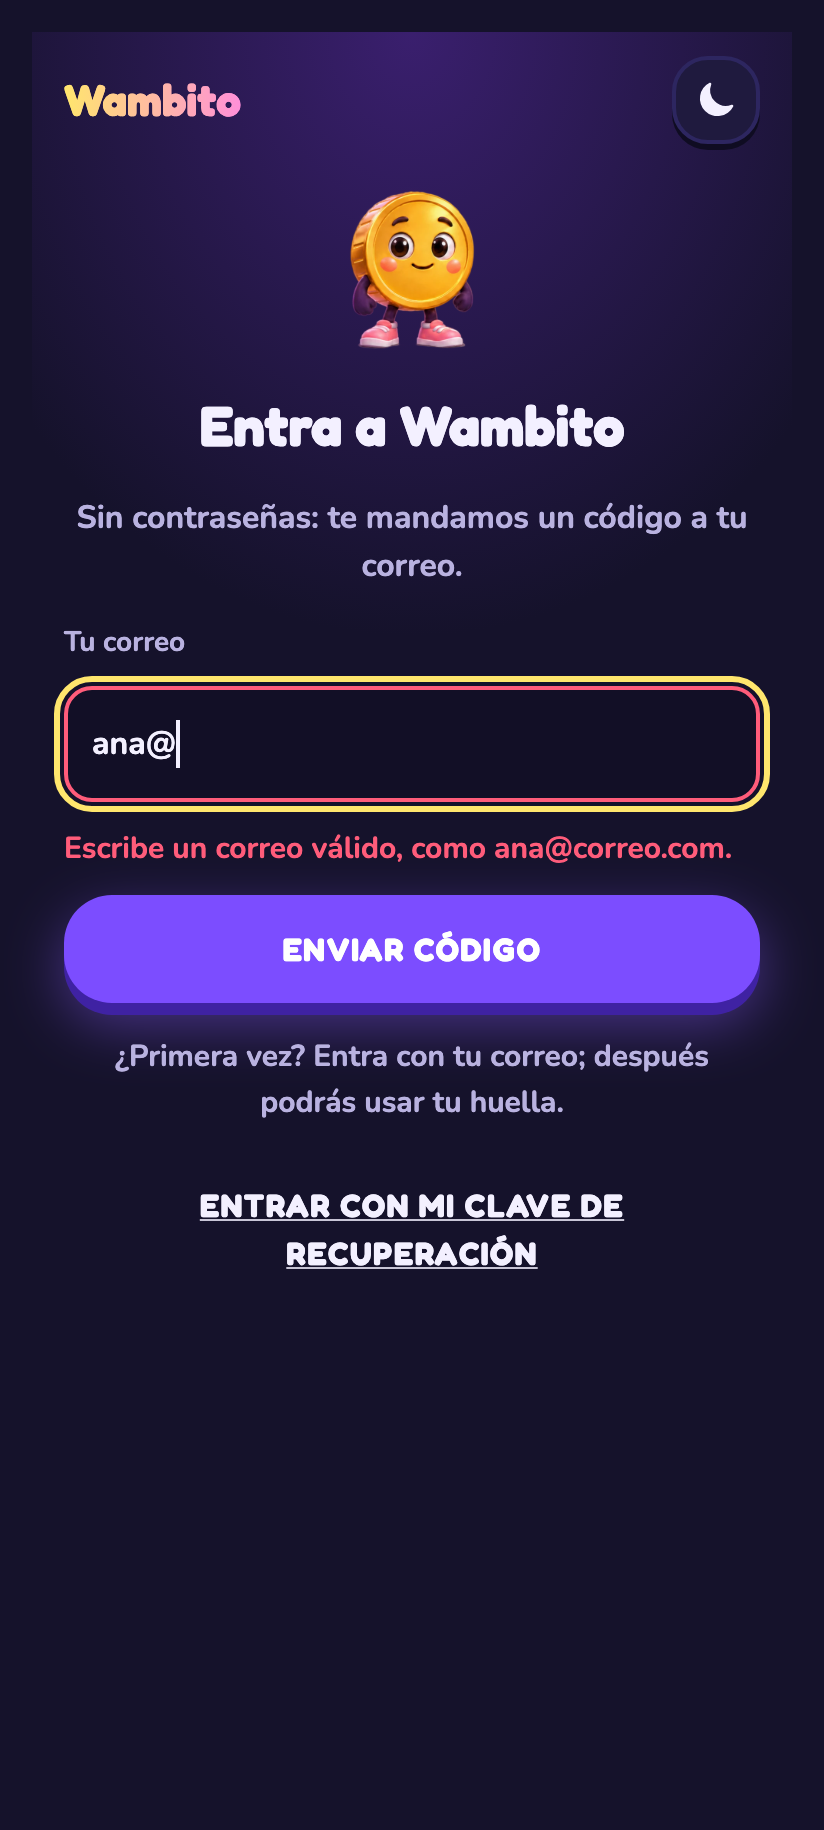 Wambito
Entra a Wambito
Sin contraseñas: te mandamos un código a tu
correo.
Tu correo
ana@
Escribe un correo válido, como ana@correo.com.
ENVIAR CÓDIGO
¿Primera vez? Entra con tu correo; después
podrás usar tu huella.
ENTRAR CON MI CLAVE DE
RECUPERACIÓN